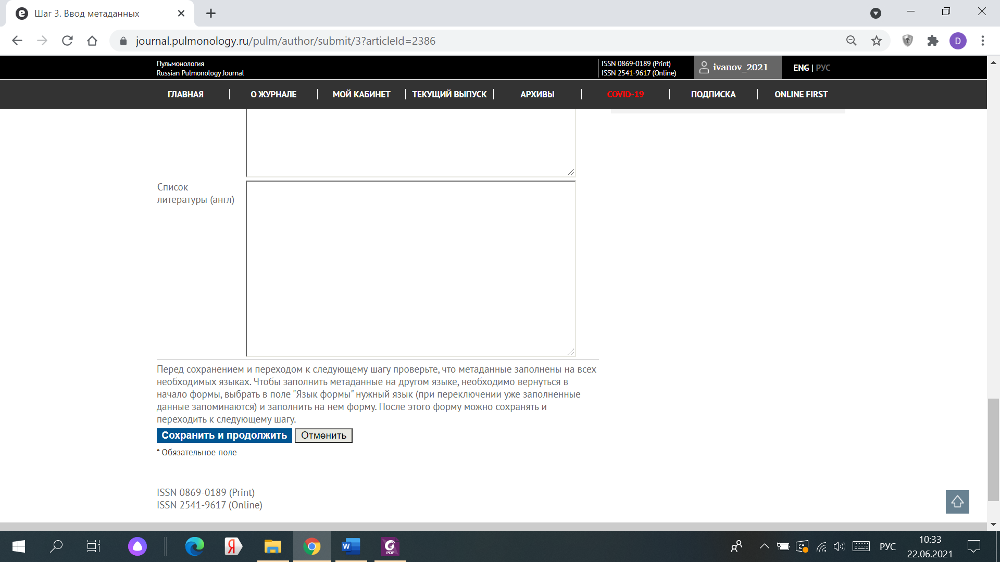 Шаг 3. Ввод метаданных
journal.pulmonology.ru/pulm/author/submit/3?articleId=2386
D
Пульмонология
Russian Pulmonology Journal
ISSN 0869-0189 (Print)
ISSN 2541-9617 (Online)
ivanov_2021
ENG | РУС
ГЛАВНАЯ
О ЖУРНАЛЕ
МОЙ КАБИНЕТ
ТЕКУЩИЙ ВЫПУСК
АРХИВЫ
COVID-19
ПОДПИСКА
ONLINE FIRST
Список
литературы (англ)
Перед сохранением и переходом к следующему шагу проверьте, что метаданные заполнены на всех
необходимых языках. Чтобы заполнить метаданные на другом языке, необходимо вернуться в
начало формы, выбрать в поле "Язык формы" нужный язык (при переключении уже заполненные
данные запоминаются) и заполнить на нем форму. После этого форму можно сохранять и
переходить к следующему шагу.
Сохранить и продолжить
Отменить
* Обязательное поле
ISSN 0869-0189 (Print)
ISSN 2541-9617 (Online)
Я
W
PDF
РУС
10:33
22.06.2021